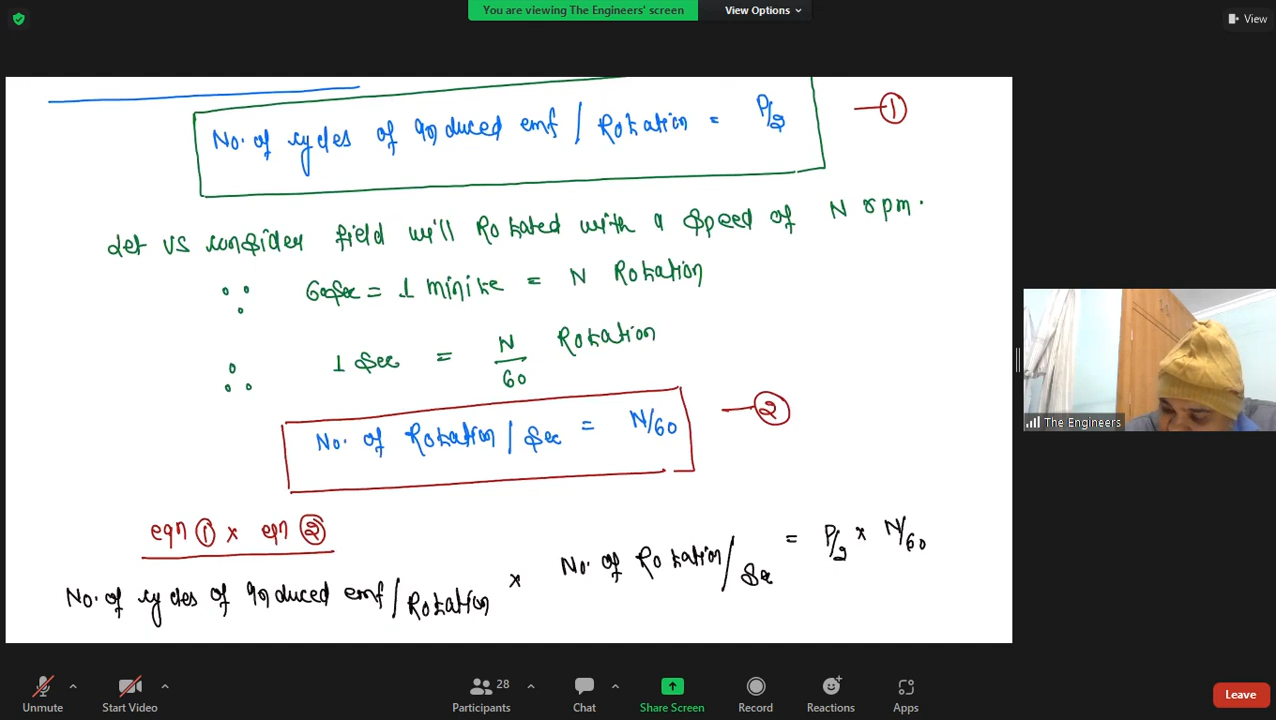 You are viewing The Engineers' screen
View Options
View
No. of cycles of induced emf / Rotation = P/2 — 1
Let us consider field will Rotated with a speed of N rpm.
∵ 60sec = 1 minite = N Rotation
∴ 1 sec = N/60 Rotation
No. of Rotation / sec = N/60 — 2
eqn 1 × eqn 2
No. of cycles of induced emf / Rotation × No. of Rotation / sec = P/2 × N/60
The Engineers
Unmute
Start Video
28
Participants
Chat
Share Screen
Record
Reactions
Apps
Leave